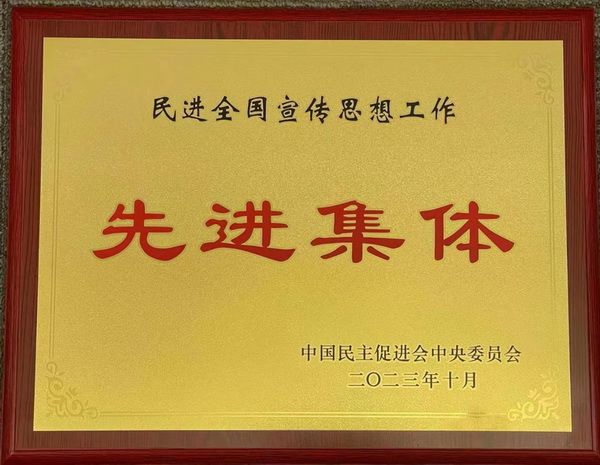 民进全国宣传思想工作
先进集体
中国民主促进会中央委员会
二〇二三年十月